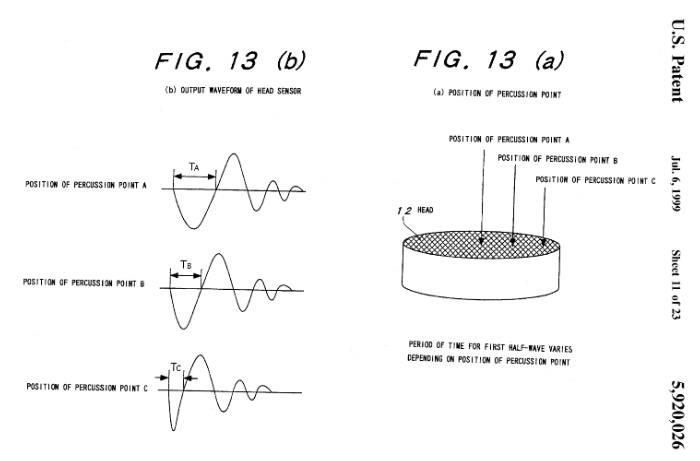 FIG. 13 (b)
(b) OUTPUT WAVEFORM OF HEAD SENSOR
TA
POSITION OF PERCUSSION POINT A
TB
POSITION OF PERCUSSION POINT B
TC
POSITION OF PERCUSSION POINT C
FIG. 13 (a)
(a) POSITION OF PERCUSSION POINT
POSITION OF PERCUSSION POINT A
POSITION OF PERCUSSION POINT B
POSITION OF PERCUSSION POINT C
12 HEAD
PERIOD OF TIME FOR FIRST HALF-WAVE VARIES
DEPENDING ON POSITION OF PERCUSSION POINT
U.S. Patent
Jul. 6, 1999
Sheet 11 of 23
5,920,026